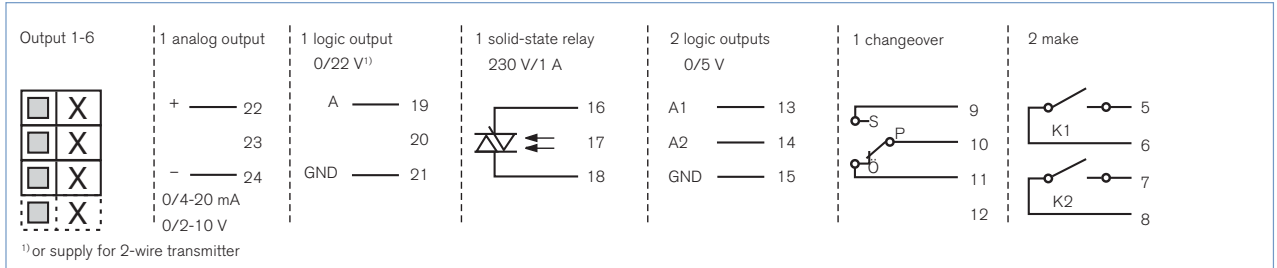 Output 1-6
X
X
X
X
1 analog output
+ 22
23
− 24
0/4-20 mA
0/2-10 V
1 logic output
0/22 V1)
A 19
20
GND 21
1 solid-state relay
230 V/1 A
16
17
18
2 logic outputs
0/5 V
A1 13
A2 14
GND 15
1 changeover
9
S
P
10
Ö
11
12
2 make
5
K1
6
7
K2
8
1) or supply for 2-wire transmitter